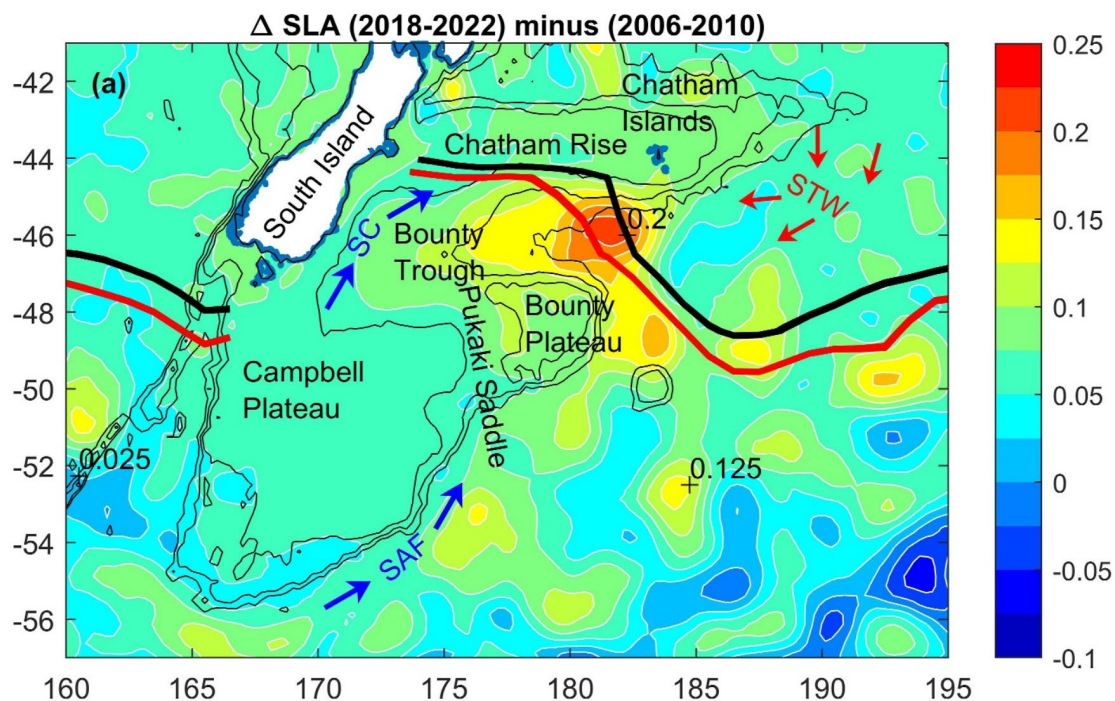 Δ SLA (2018-2022) minus (2006-2010)
(a)
South Island
Chatham
Islands
Chatham Rise
STW
SC
0.2
Bounty
Trough
Pukaki Saddle
Bounty
Plateau
Campbell
Plateau
0.025
0.125
SAF
-42
-44
-46
-48
-50
-52
-54
-56
160
165
170
175
180
185
190
195
0.25
0.2
0.15
0.1
0.05
0
-0.05
-0.1